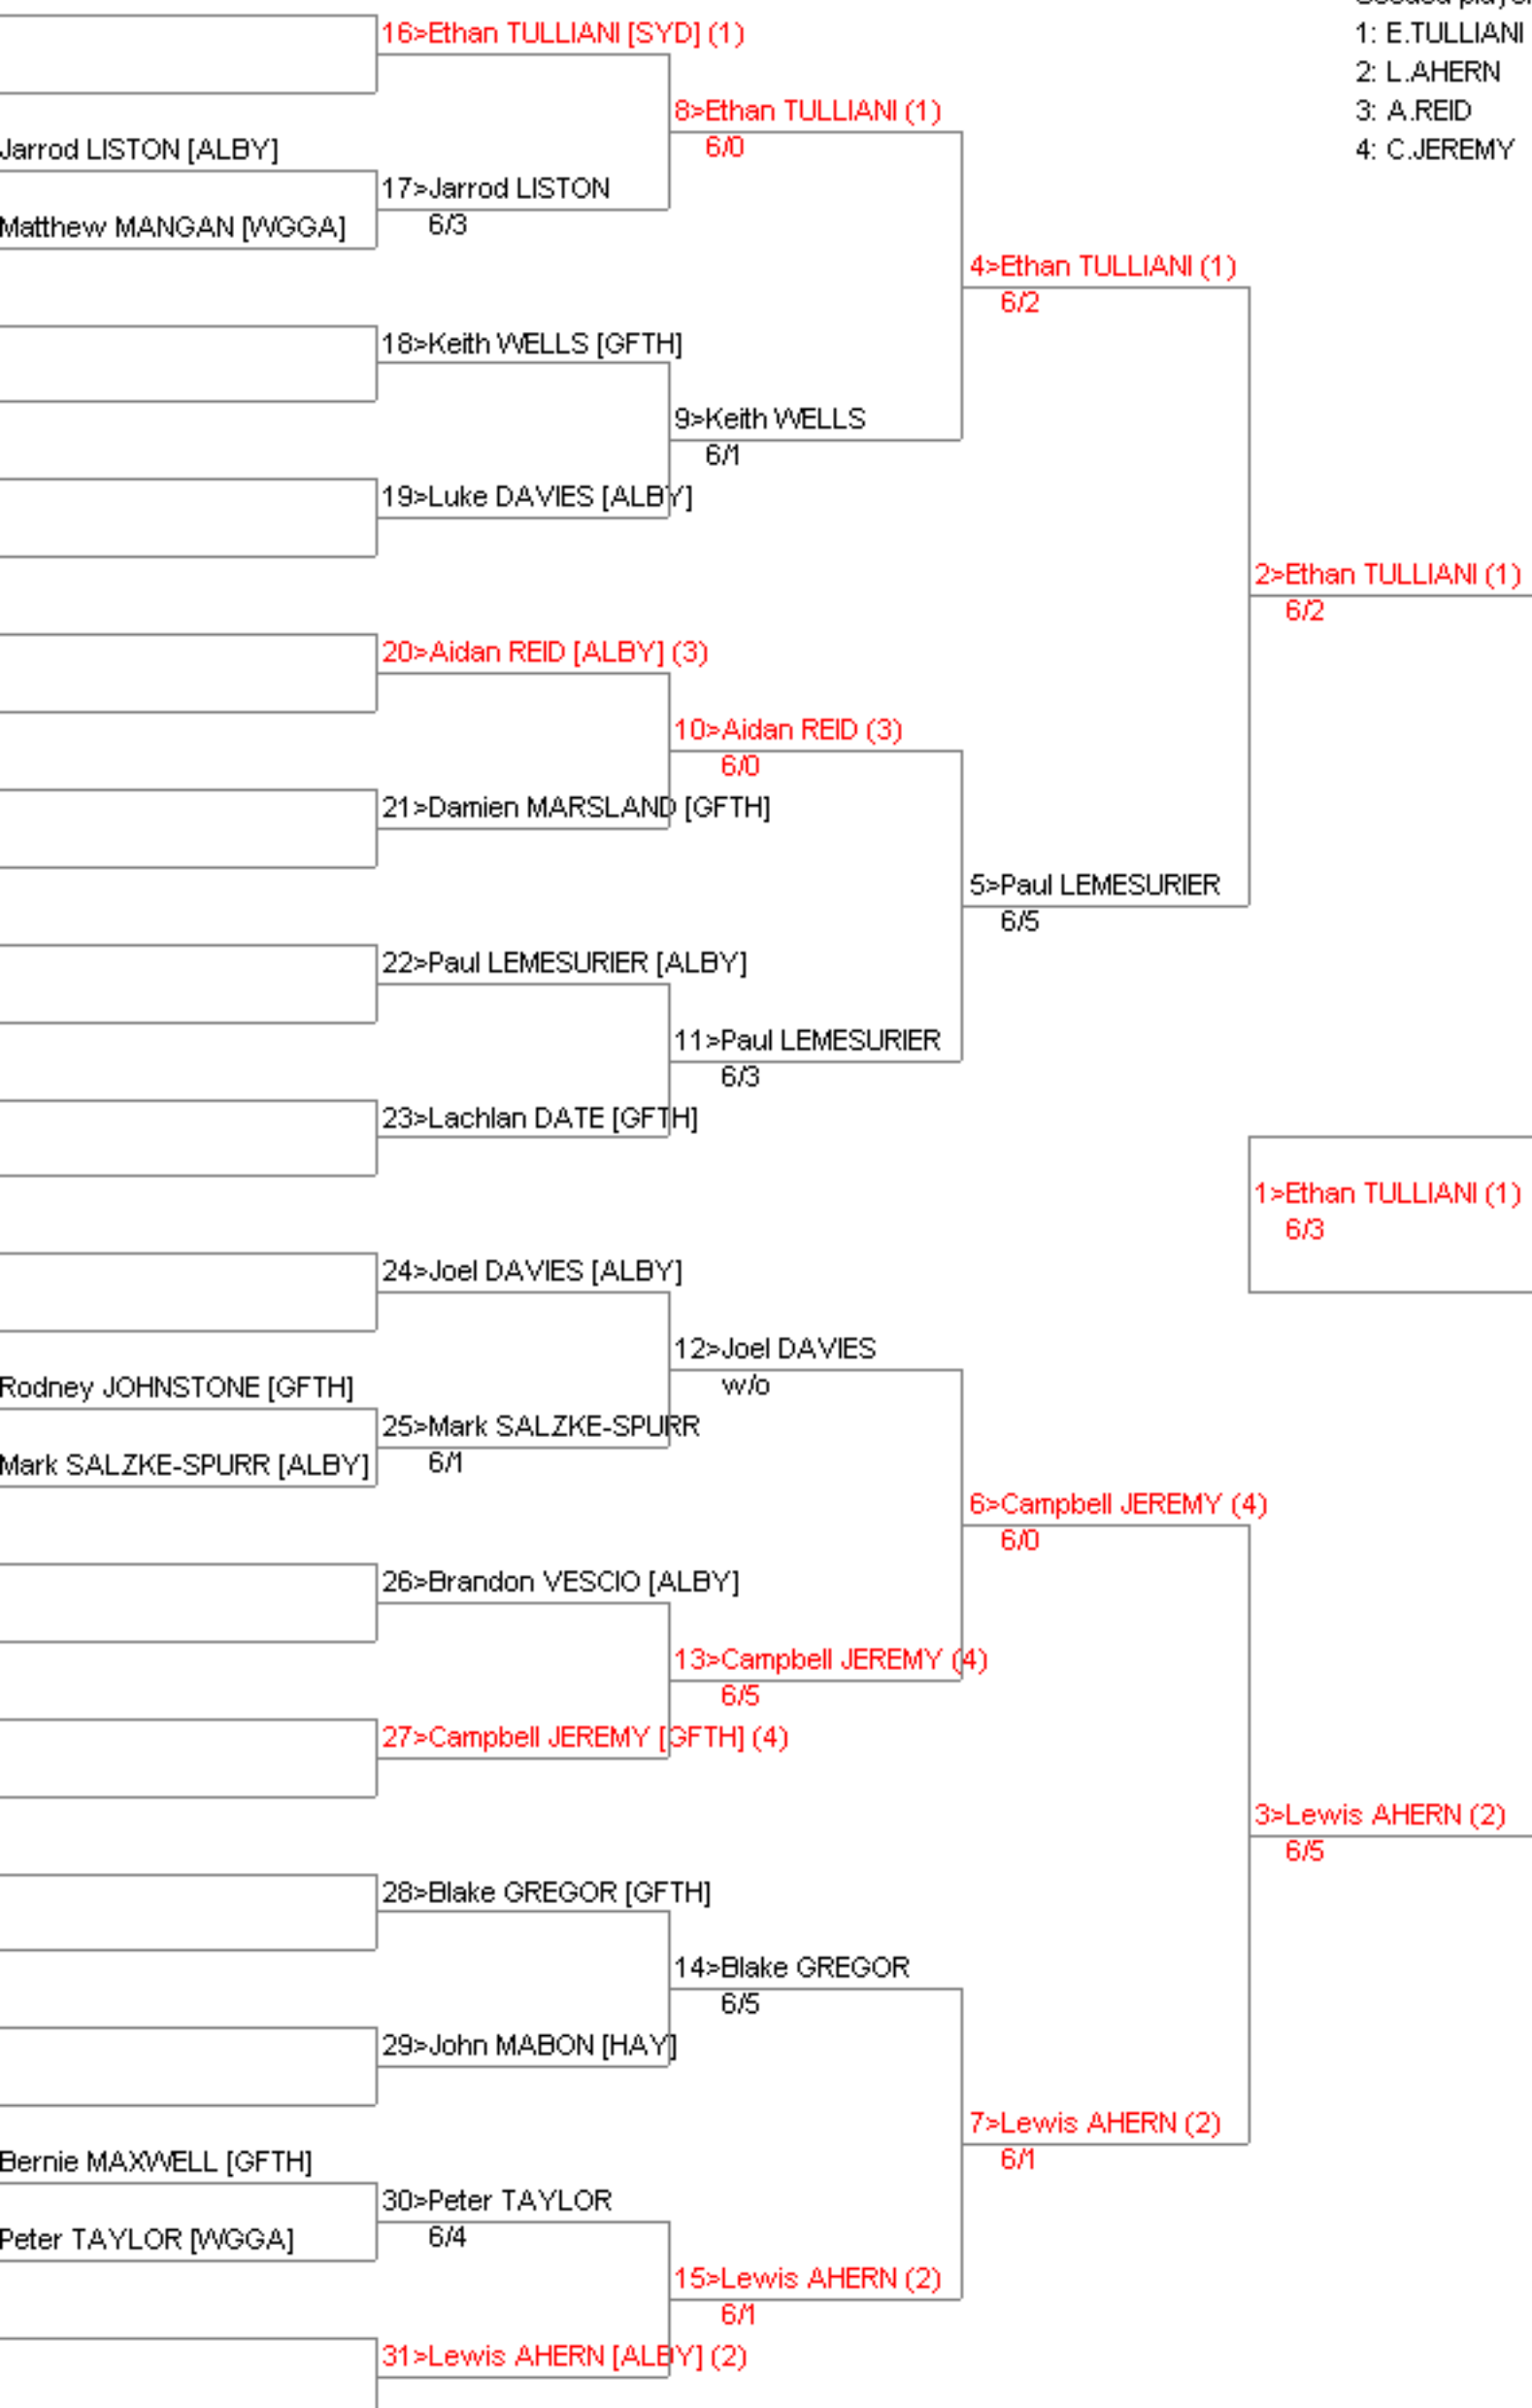 1: E.TULLIANI
2: L.AHERN
3: A.REID
4: C.JEREMY
16>Ethan TULLIANI [SYD] (1)
8>Ethan TULLIANI (1)
6/0
Jarrod LISTON [ALBY]
17>Jarrod LISTON
6/3
Matthew MANGAN [WGGA]
4>Ethan TULLIANI (1)
6/2
18>Keith WELLS [GFTH]
9>Keith WELLS
6/1
19>Luke DAVIES [ALBY]
2>Ethan TULLIANI (1)
6/2
20>Aidan REID [ALBY] (3)
10>Aidan REID (3)
6/0
21>Damien MARSLAND [GFTH]
5>Paul LEMESURIER
6/5
22>Paul LEMESURIER [ALBY]
11>Paul LEMESURIER
6/3
23>Lachlan DATE [GFTH]
1>Ethan TULLIANI (1)
6/3
24>Joel DAVIES [ALBY]
12>Joel DAVIES
w/o
Rodney JOHNSTONE [GFTH]
25>Mark SALZKE-SPURR
6/1
Mark SALZKE-SPURR [ALBY]
6>Campbell JEREMY (4)
6/0
26>Brandon VESCIO [ALBY]
13>Campbell JEREMY (4)
6/5
27>Campbell JEREMY [GFTH] (4)
3>Lewis AHERN (2)
6/5
28>Blake GREGOR [GFTH]
14>Blake GREGOR
6/5
29>John MABON [HAY]
7>Lewis AHERN (2)
6/1
Bernie MAXWELL [GFTH]
30>Peter TAYLOR
6/4
Peter TAYLOR [WGGA]
15>Lewis AHERN (2)
6/1
31>Lewis AHERN [ALBY] (2)